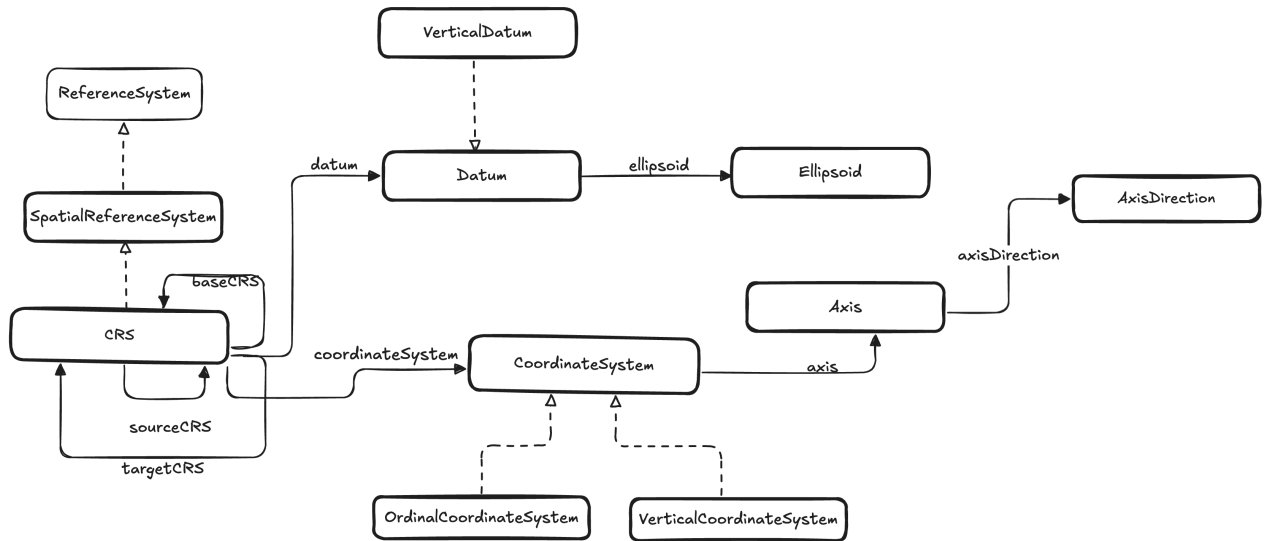 VerticalDatum
ReferenceSystem
datum
ellipsoid
Datum
Ellipsoid
AxisDirection
SpatialReferenceSystem
axisDirection
baseCRS
Axis
CRS
coordinateSystem
CoordinateSystem
axis
sourceCRS
targetCRS
OrdinalCoordinateSystem
VerticalCoordinateSystem